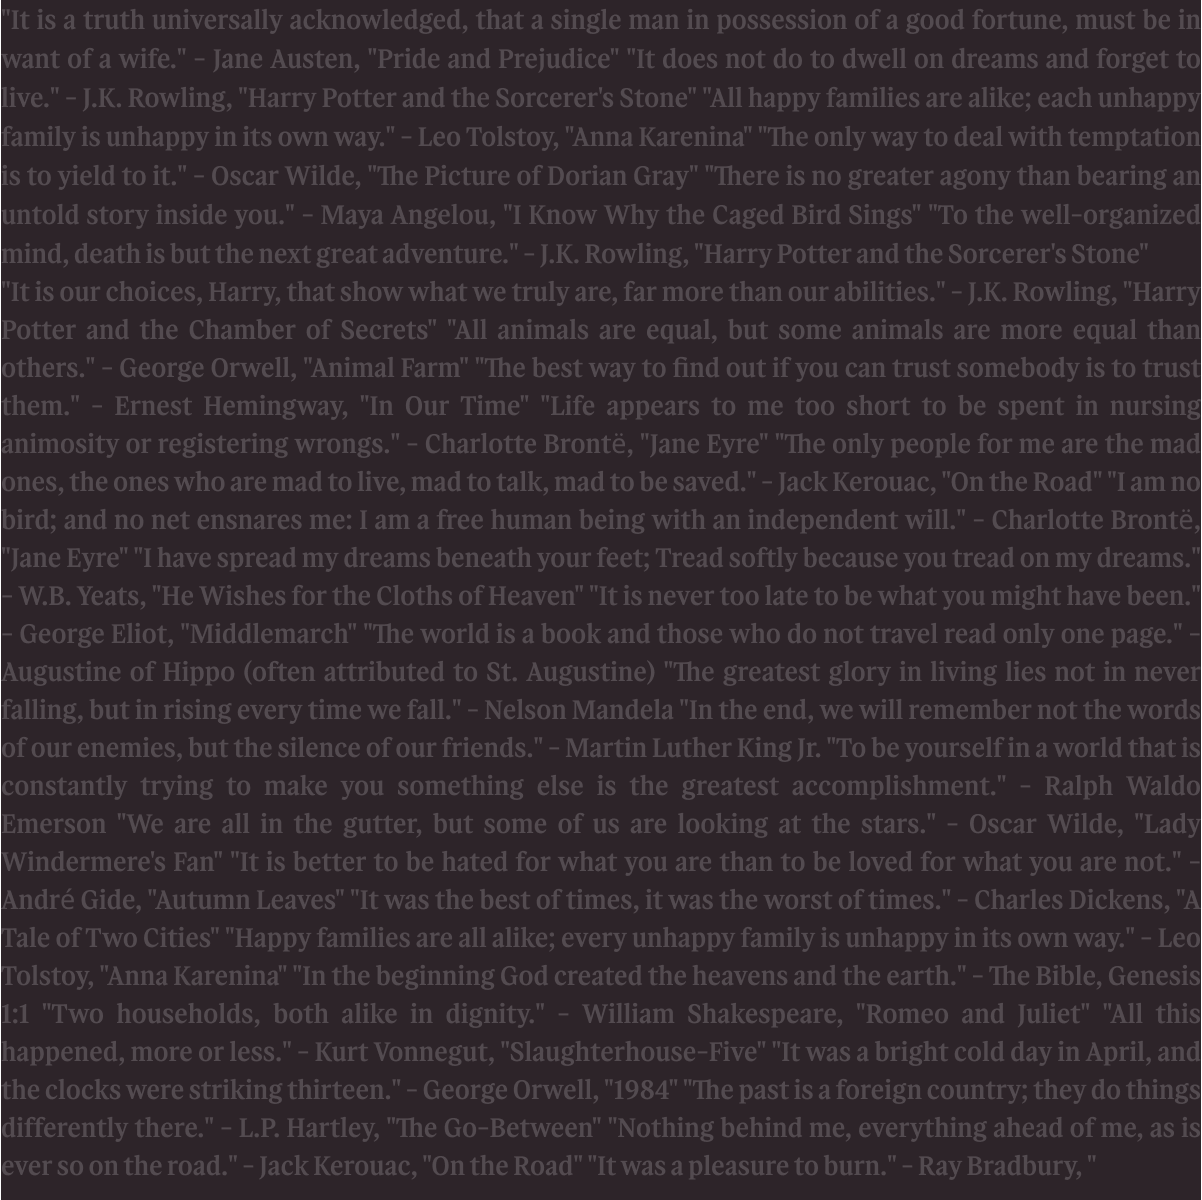 "It is a truth universally acknowledged, that a single man in possession of a good fortune, must be in
want of a wife." – Jane Austen, "Pride and Prejudice" "It does not do to dwell on dreams and forget to
live." – J.K. Rowling, "Harry Potter and the Sorcerer's Stone" "All happy families are alike; each unhappy
family is unhappy in its own way." – Leo Tolstoy, "Anna Karenina" "The only way to deal with temptation
is to yield to it." – Oscar Wilde, "The Picture of Dorian Gray" "There is no greater agony than bearing an
untold story inside you." – Maya Angelou, "I Know Why the Caged Bird Sings" "To the well-organized
mind, death is but the next great adventure." – J.K. Rowling, "Harry Potter and the Sorcerer's Stone"
"It is our choices, Harry, that show what we truly are, far more than our abilities." – J.K. Rowling, "Harry
Potter and the Chamber of Secrets" "All animals are equal, but some animals are more equal than
others." – George Orwell, "Animal Farm" "The best way to find out if you can trust somebody is to trust
them." – Ernest Hemingway, "In Our Time" "Life appears to me too short to be spent in nursing
animosity or registering wrongs." – Charlotte Brontë, "Jane Eyre" "The only people for me are the mad
ones, the ones who are mad to live, mad to talk, mad to be saved." – Jack Kerouac, "On the Road" "I am no
bird; and no net ensnares me: I am a free human being with an independent will." – Charlotte Brontë,
"Jane Eyre" "I have spread my dreams beneath your feet; Tread softly because you tread on my dreams."
– W.B. Yeats, "He Wishes for the Cloths of Heaven" "It is never too late to be what you might have been."
– George Eliot, "Middlemarch" "The world is a book and those who do not travel read only one page." –
Augustine of Hippo (often attributed to St. Augustine) "The greatest glory in living lies not in never
falling, but in rising every time we fall." – Nelson Mandela "In the end, we will remember not the words
of our enemies, but the silence of our friends." – Martin Luther King Jr. "To be yourself in a world that is
constantly trying to make you something else is the greatest accomplishment." – Ralph Waldo
Emerson "We are all in the gutter, but some of us are looking at the stars." – Oscar Wilde, "Lady
Windermere's Fan" "It is better to be hated for what you are than to be loved for what you are not." –
André Gide, "Autumn Leaves" "It was the best of times, it was the worst of times." – Charles Dickens, "A
Tale of Two Cities" "Happy families are all alike; every unhappy family is unhappy in its own way." – Leo
Tolstoy, "Anna Karenina" "In the beginning God created the heavens and the earth." – The Bible, Genesis
1:1 "Two households, both alike in dignity." – William Shakespeare, "Romeo and Juliet" "All this
happened, more or less." – Kurt Vonnegut, "Slaughterhouse-Five" "It was a bright cold day in April, and
the clocks were striking thirteen." – George Orwell, "1984" "The past is a foreign country; they do things
differently there." – L.P. Hartley, "The Go-Between" "Nothing behind me, everything ahead of me, as is
ever so on the road." – Jack Kerouac, "On the Road" "It was a pleasure to burn." – Ray Bradbury, "